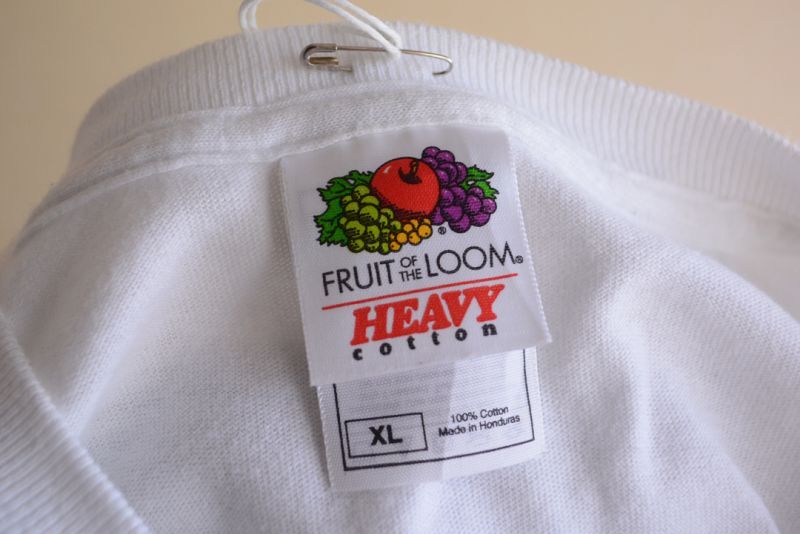 FRUIT OF THE LOOM®
HEAVY
cotton
XL
100% Cotton
Made in Honduras